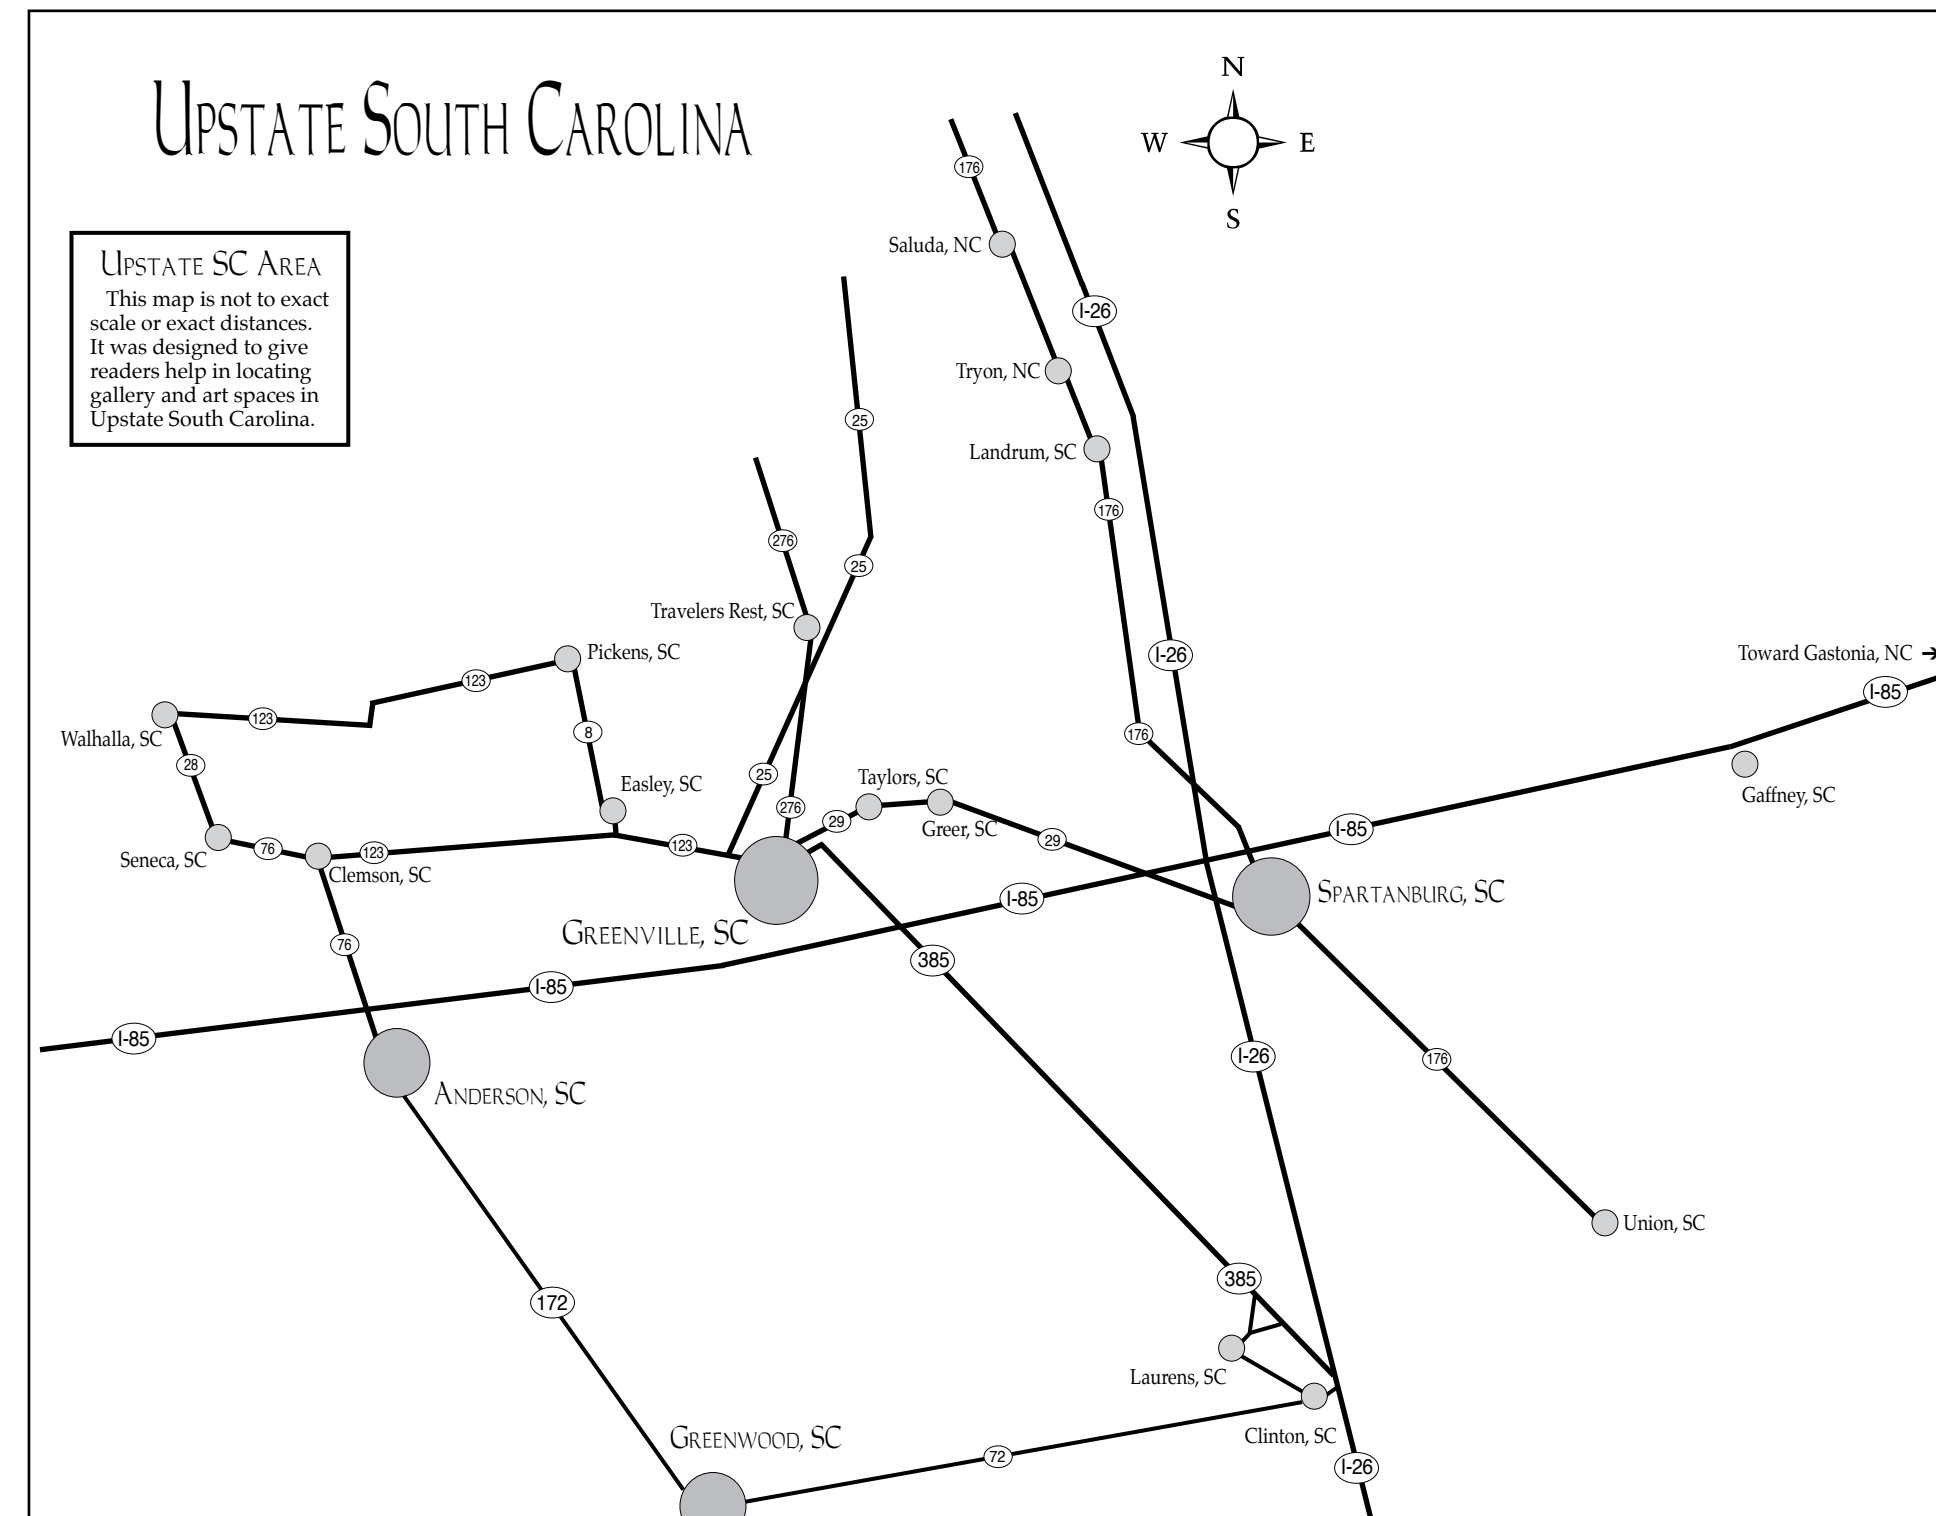 UPSTATE SOUTH CAROLINA
N
W
E
S
176
Saluda, NC
UPSTATE SC AREA
This map is not to exact
scale or exact distances.
It was designed to give
readers help in locating
gallery and art spaces in
Upstate South Carolina.
I-26
Tryon, NC
25
Landrum, SC
176
276
25
Travelers Rest, SC
Pickens, SC
I-26
Toward Gastonia, NC
123
I-85
123
Walhalla, SC
8
176
28
25
Taylors, SC
Gaffney, SC
Easley, SC
276
29
Greer, SC
I-85
29
Seneca, SC
76
123
123
Clemson, SC
SPARTANBURG, SC
I-85
GREENVILLE, SC
76
385
I-85
I-85
I-26
176
ANDERSON, SC
Union, SC
385
172
Laurens, SC
GREENWOOD, SC
Clinton, SC
72
I-26